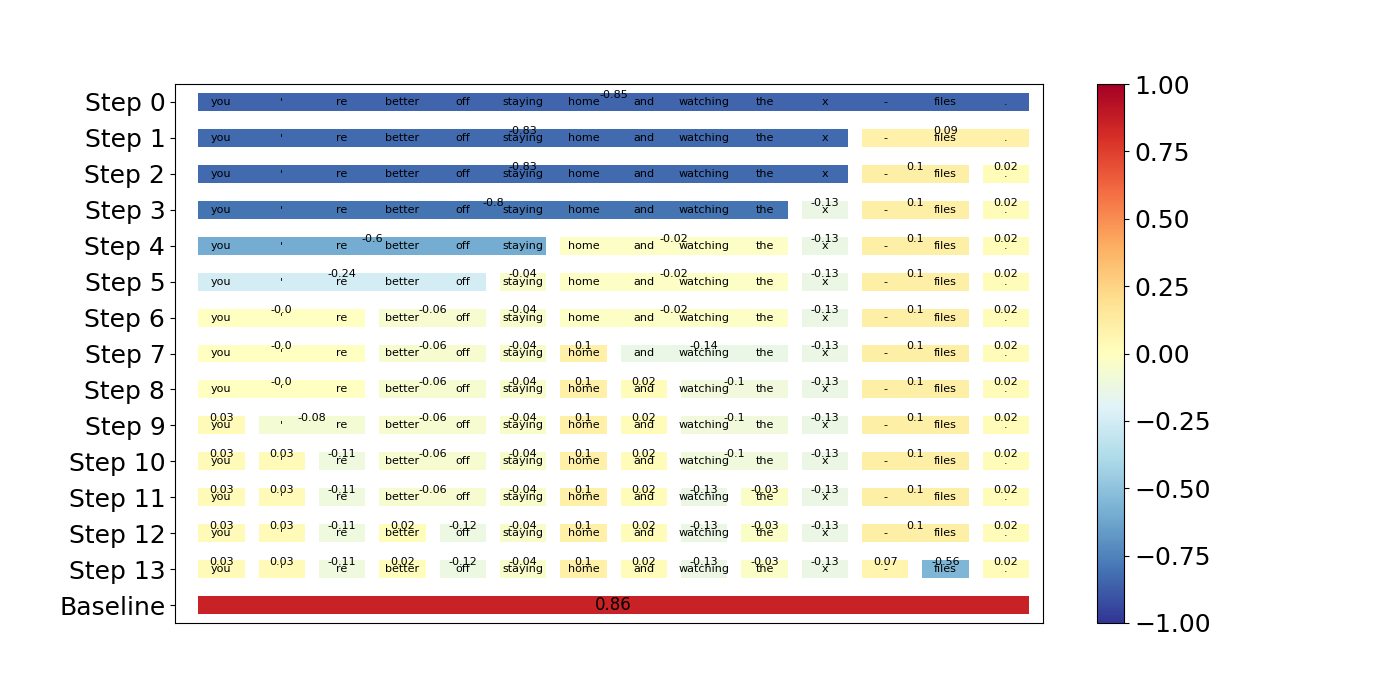 -0.85
Step 0 you ' re better off staying home and watching the x - files . 1.00
-0.83 0.09
Step 1 you ' re better off staying home and watching the x - files . 0.75
-0.83 0.1 0.02
Step 2 you ' re better off staying home and watching the x - files .
-0.8 -0.13 0.1 0.02
Step 3 you ' re better off staying home and watching the x - files . 0.50
-0.6 -0.02 -0.13 0.1 0.02
Step 4 you ' re better off staying home and watching the x - files .
-0.24 -0.04 -0.02 -0.13 0.1 0.02
Step 5 you ' re better off staying home and watching the x - files . 0.25
-0.0 -0.06 -0.04 -0.02 -0.13 0.1 0.02
Step 6 you ' re better off staying home and watching the x - files .
-0.0 -0.06 -0.04 0.1 -0.14 -0.13 0.1 0.02
Step 7 you ' re better off staying home and watching the x - files . 0.00
-0.0 -0.06 -0.04 0.1 0.02 -0.1 -0.13 0.1 0.02
Step 8 you ' re better off staying home and watching the x - files .
0.03 -0.08 -0.06 -0.04 0.1 0.02 -0.1 -0.13 0.1 0.02
Step 9 you ' re better off staying home and watching the x - files . −0.25
0.03 0.03 -0.11 -0.06 -0.04 0.1 0.02 -0.1 -0.13 0.1 0.02
Step 10 you ' re better off staying home and watching the x - files .
0.03 0.03 -0.11 -0.06 -0.04 0.1 0.02 -0.13 -0.03 -0.13 0.1 0.02
Step 11 you ' re better off staying home and watching the x - files . −0.50
0.03 0.03 -0.11 0.02 -0.12 -0.04 0.1 0.02 -0.13 -0.03 -0.13 0.1 0.02
Step 12 you ' re better off staying home and watching the x - files . −0.75
0.03 0.03 -0.11 0.02 -0.12 -0.04 0.1 0.02 -0.13 -0.03 -0.13 0.07 -0.56 0.02
Step 13 you ' re better off staying home and watching the x - files .
Baseline 0.86 −1.00